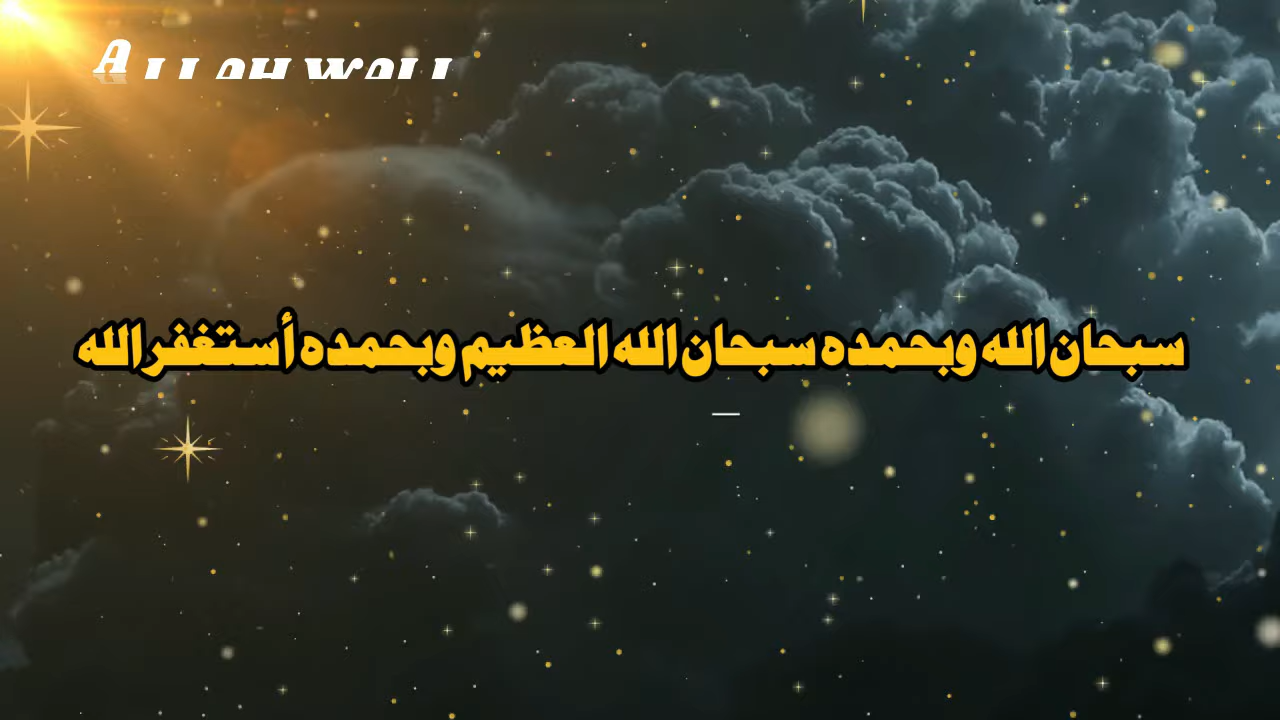 سبحان الله وبحمده سبحان الله العظيم وبحمده أستغفر الله